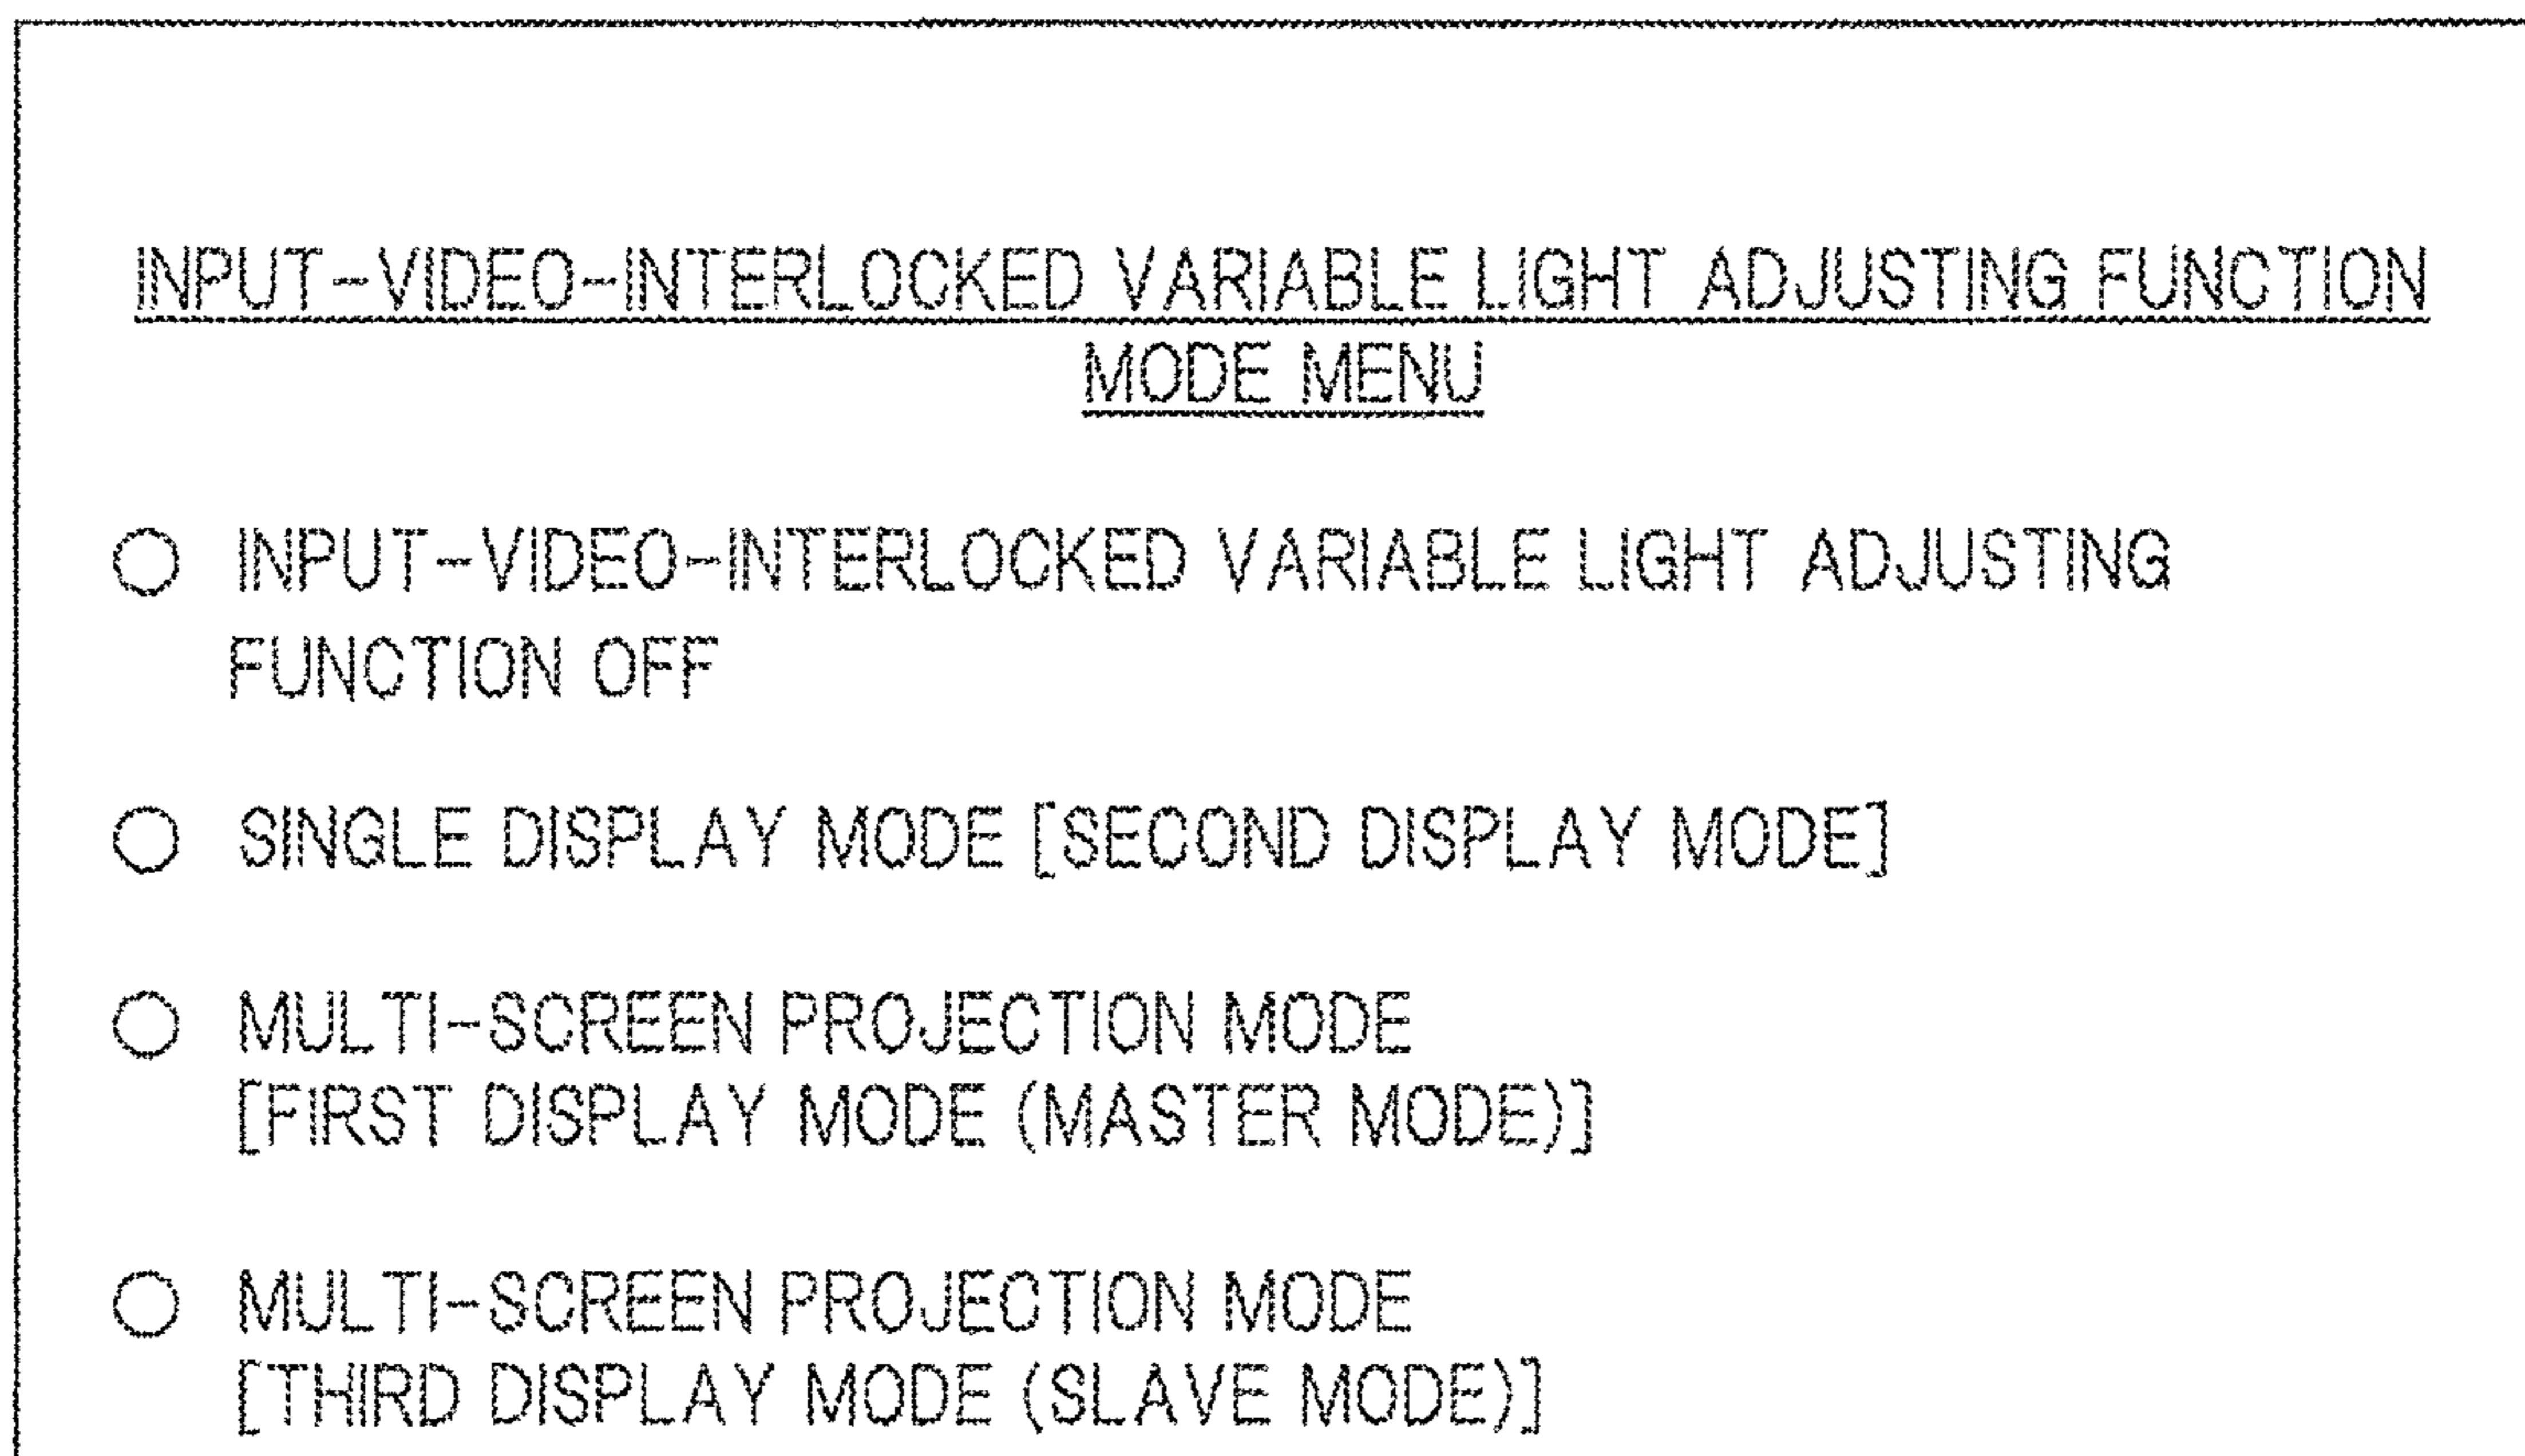 INPUT-VIDEO-INTERLOCKED VARIABLE LIGHT ADJUSTING FUNCTION
MODE MENU
INPUT-VIDEO-INTERLOCKED VARIABLE LIGHT ADJUSTING
FUNCTION OFF
SINGLE DISPLAY MODE [SECOND DISPLAY MODE]
MULTI-SCREEN PROJECTION MODE
[FIRST DISPLAY MODE (MASTER MODE)]
MULTI-SCREEN PROJECTION MODE
[THIRD DISPLAY MODE (SLAVE MODE)]